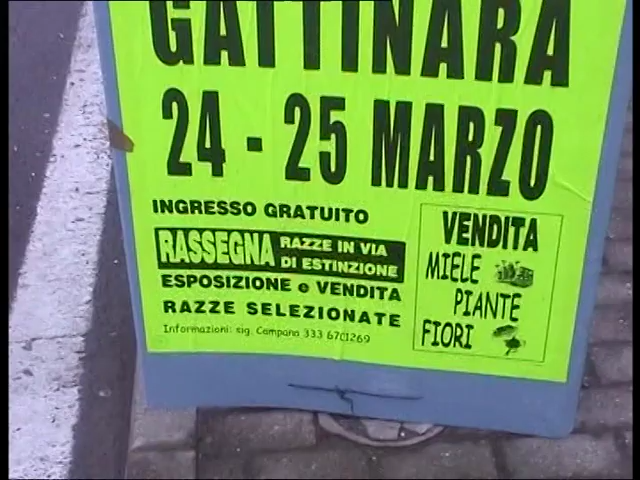 GATTINARA
24 - 25 MARZO
INGRESSO GRATUITO
RASSEGNA RAZZE IN VIA
DI ESTINZIONE
ESPOSIZIONE e VENDITA
RAZZE SELEZIONATE
Informazioni: sig. Campana 333 6701269
VENDITA
MIELE
PIANTE
FIORI